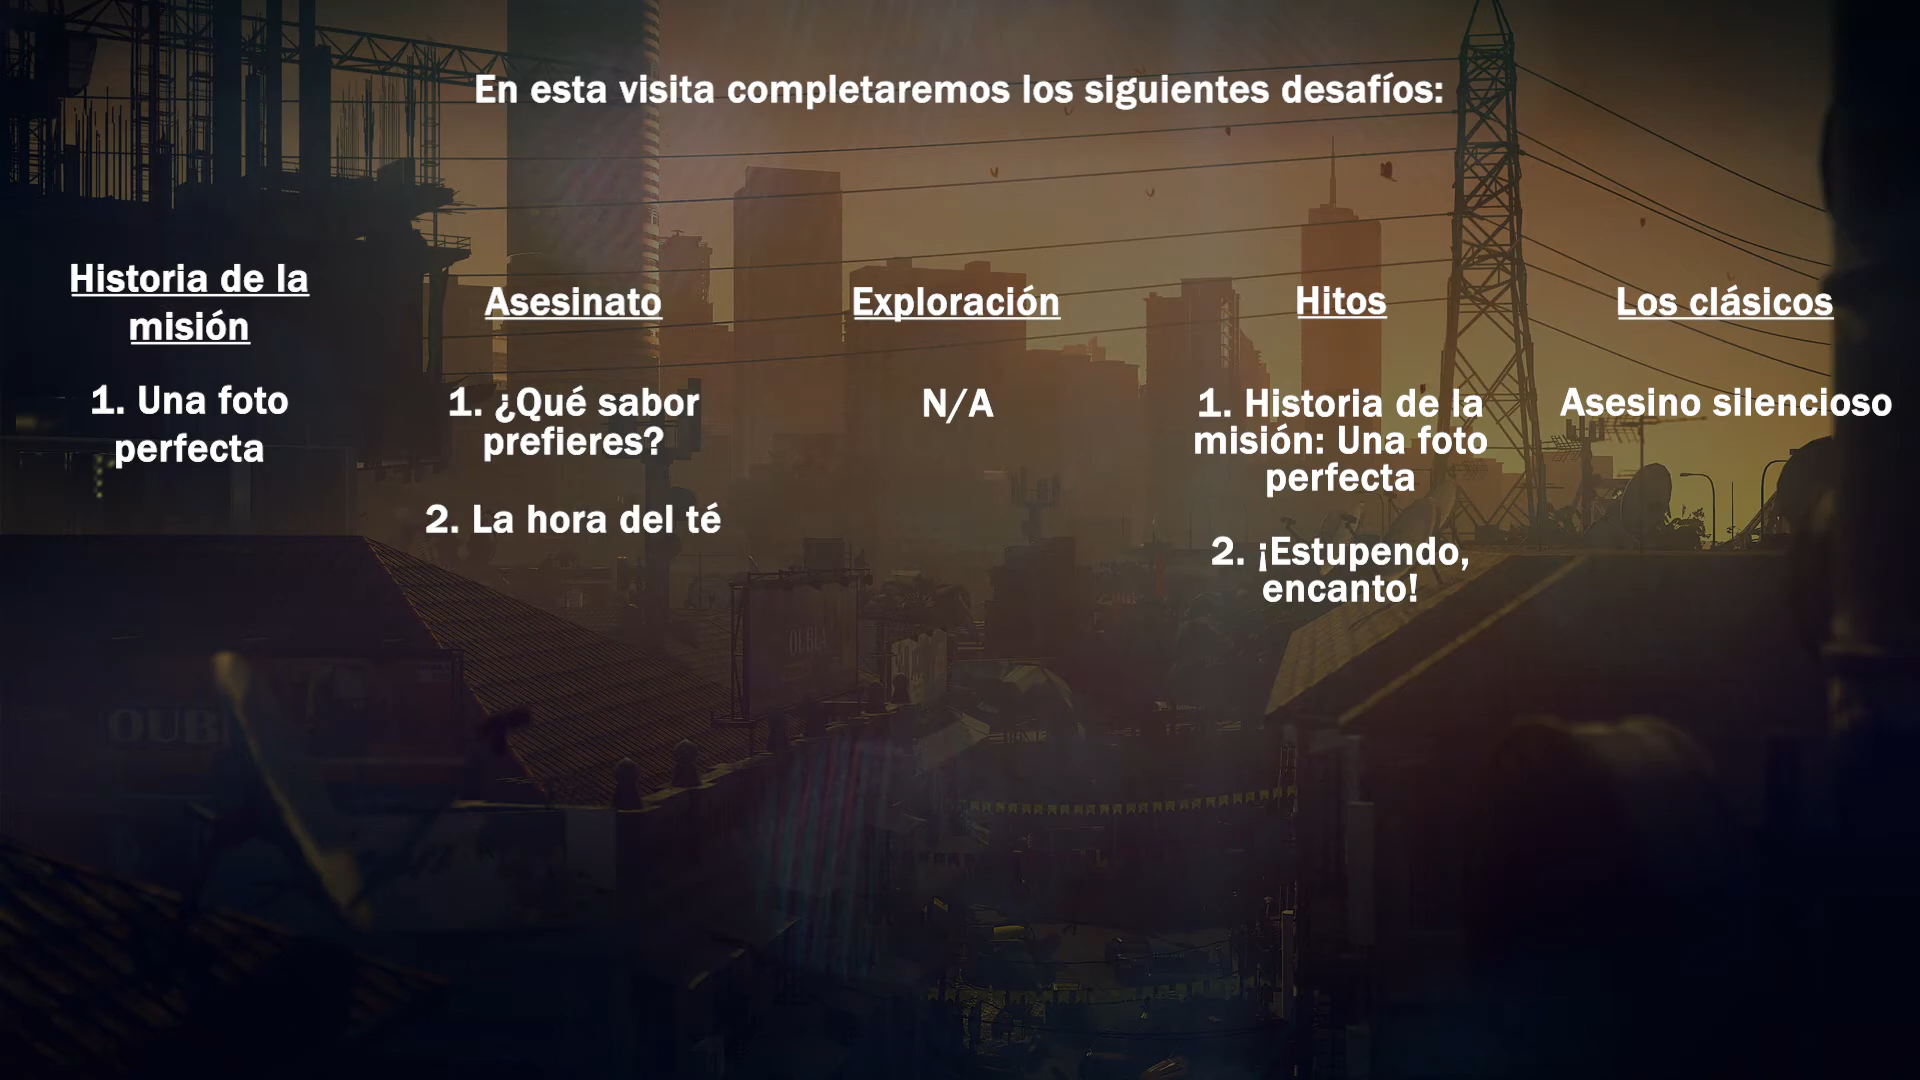 En esta visita completaremos los siguientes desafíos:
Historia de la
misión
1. Una foto
perfecta
Asesinato
1. ¿Qué sabor
prefieres?
2. La hora del té
Exploración
N/A
Hitos
1. Historia de la
misión: Una foto
perfecta
2. ¡Estupendo,
encanto!
Los clásicos
Asesino silencioso
OUB